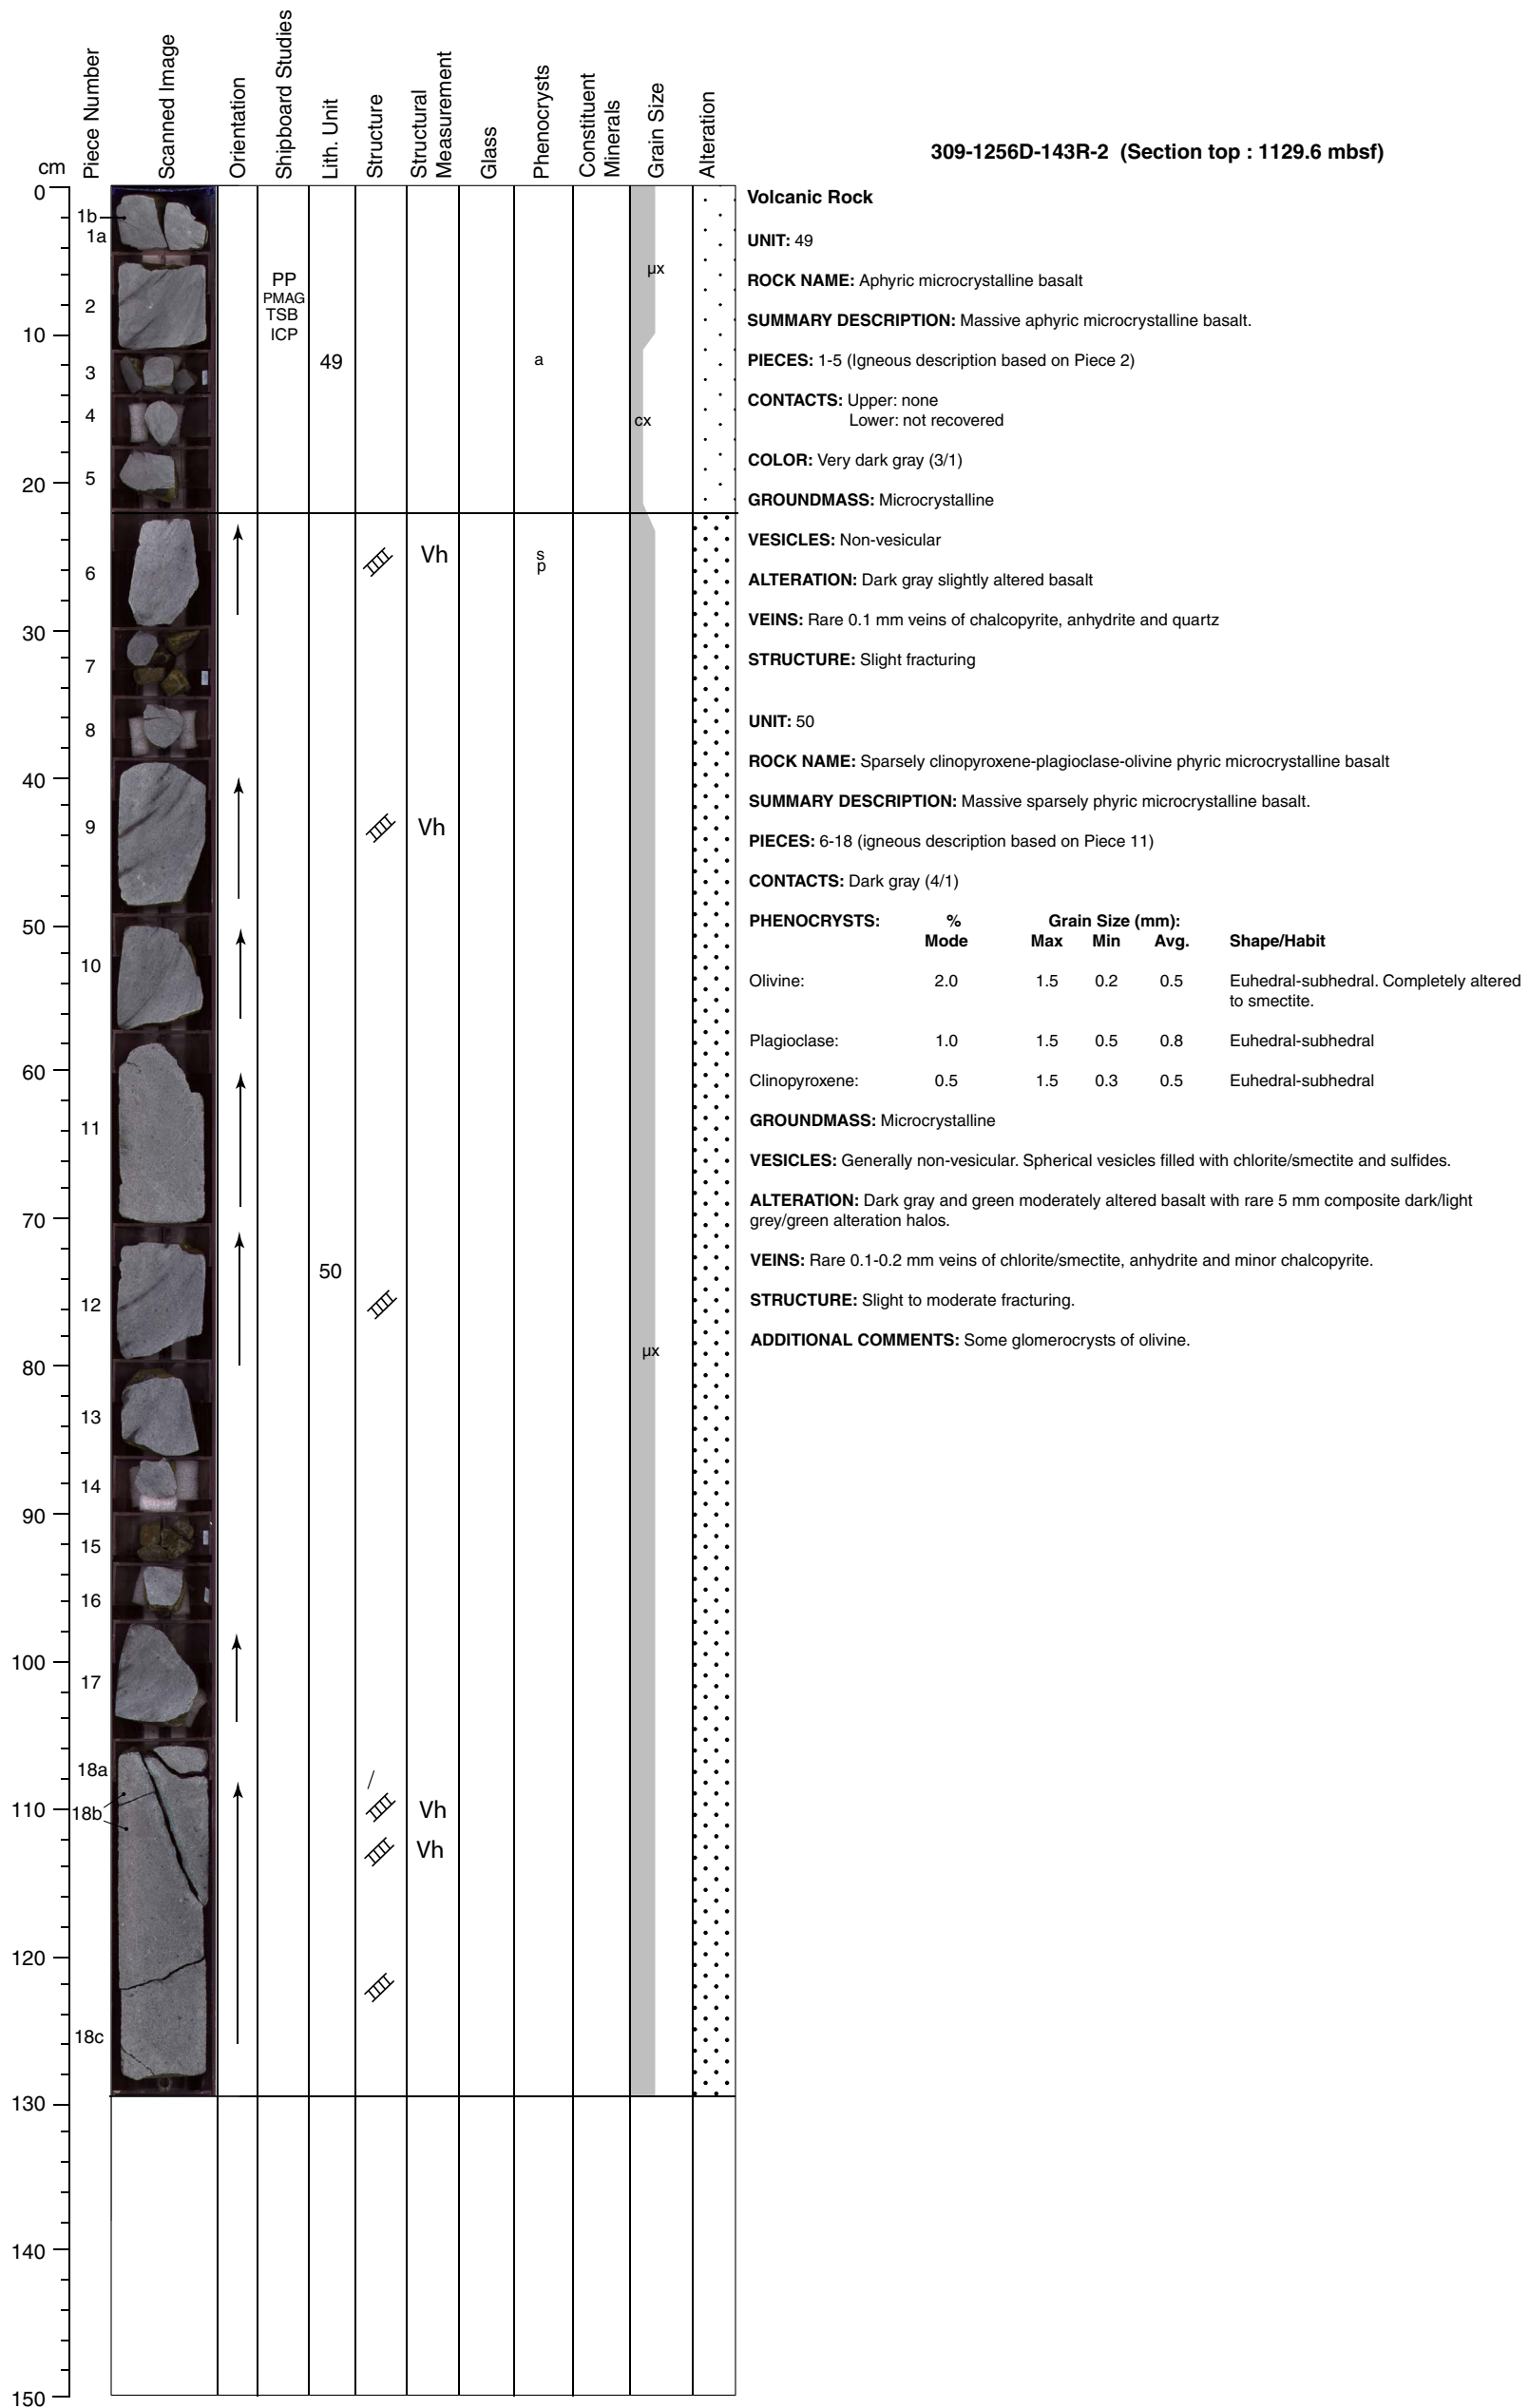 cm
Piece Number
Scanned Image
Orientation
Shipboard Studies
Lith. Unit
Structure
Structural
Measurement
Glass
Phenocrysts
Constituent
Minerals
Grain Size
Alteration
0
10
20
30
40
50
60
70
80
90
100
110
120
130
140
150
1b
1a
2
3
4
5
6
7
8
9
10
11
12
13
14
15
16
17
18a
18b
18c
PP
PMAG
TSB
ICP
49
50
Vh
Vh
Vh
Vh
a
s
p
µx
cx
µx
309-1256D-143R-2 (Section top : 1129.6 mbsf)
Volcanic Rock
UNIT: 49
ROCK NAME: Aphyric microcrystalline basalt
SUMMARY DESCRIPTION: Massive aphyric microcrystalline basalt.
PIECES: 1-5 (Igneous description based on Piece 2)
CONTACTS: Upper: none
Lower: not recovered
COLOR: Very dark gray (3/1)
GROUNDMASS: Microcrystalline
VESICLES: Non-vesicular
ALTERATION: Dark gray slightly altered basalt
VEINS: Rare 0.1 mm veins of chalcopyrite, anhydrite and quartz
STRUCTURE: Slight fracturing
UNIT: 50
ROCK NAME: Sparsely clinopyroxene-plagioclase-olivine phyric microcrystalline basalt
SUMMARY DESCRIPTION: Massive sparsely phyric microcrystalline basalt.
PIECES: 6-18 (igneous description based on Piece 11)
CONTACTS: Dark gray (4/1)
PHENOCRYSTS: % Grain Size (mm):
Mode Max Min Avg. Shape/Habit
Olivine: 2.0 1.5 0.2 0.5 Euhedral-subhedral. Completely altered
to smectite.
Plagioclase: 1.0 1.5 0.5 0.8 Euhedral-subhedral
Clinopyroxene: 0.5 1.5 0.3 0.5 Euhedral-subhedral
GROUNDMASS: Microcrystalline
VESICLES: Generally non-vesicular. Spherical vesicles filled with chlorite/smectite and sulfides.
ALTERATION: Dark gray and green moderately altered basalt with rare 5 mm composite dark/light
grey/green alteration halos.
VEINS: Rare 0.1-0.2 mm veins of chlorite/smectite, anhydrite and minor chalcopyrite.
STRUCTURE: Slight to moderate fracturing.
ADDITIONAL COMMENTS: Some glomerocrysts of olivine.